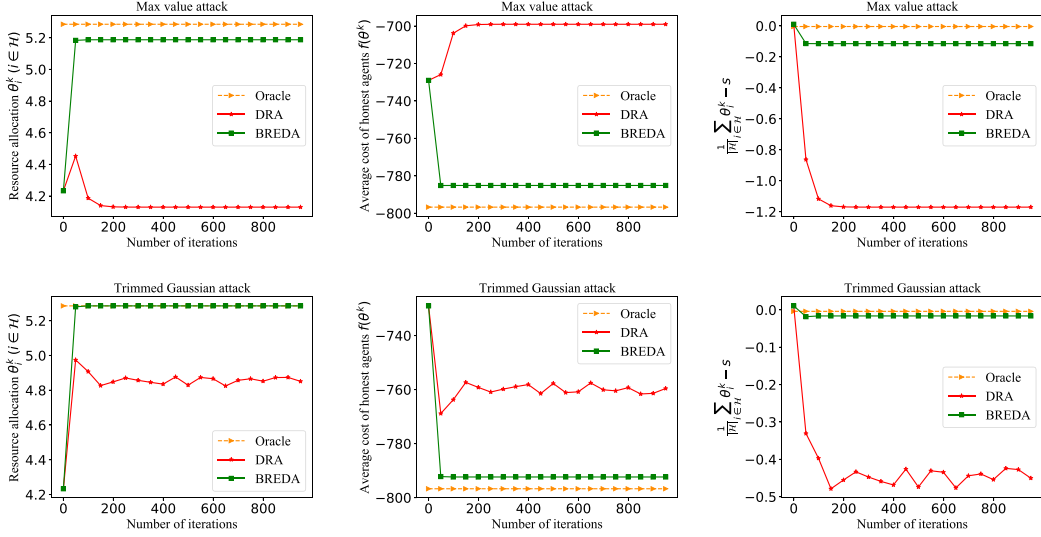 Max value attack
Resource allocation θ_i^k (i ∈ ℋ)
5.2
5.0
4.8
4.6
4.4
4.2
0 200 400 600 800
Number of iterations
Oracle
DRA
BREDA
Max value attack
Average cost of honest agents f(θ^k)
−700
−720
−740
−760
−780
−800
0 200 400 600 800
Number of iterations
Oracle
DRA
BREDA
Max value attack
1/|ℋ| ∑_{i∈ℋ} θ_i^k − s
0.0
−0.2
−0.4
−0.6
−0.8
−1.0
−1.2
0 200 400 600 800
Number of iterations
Oracle
DRA
BREDA
Trimmed Gaussian attack
Resource allocation θ_i^k (i ∈ ℋ)
5.2
5.0
4.8
4.6
4.4
4.2
0 200 400 600 800
Number of iterations
Oracle
DRA
BREDA
Trimmed Gaussian attack
Average cost of honest agents f(θ^k)
−740
−760
−780
−800
0 200 400 600 800
Number of iterations
Oracle
DRA
BREDA
Trimmed Gaussian attack
1/|ℋ| ∑_{i∈ℋ} θ_i^k − s
0.0
−0.1
−0.2
−0.3
−0.4
−0.5
0 200 400 600 800
Number of iterations
Oracle
DRA
BREDA